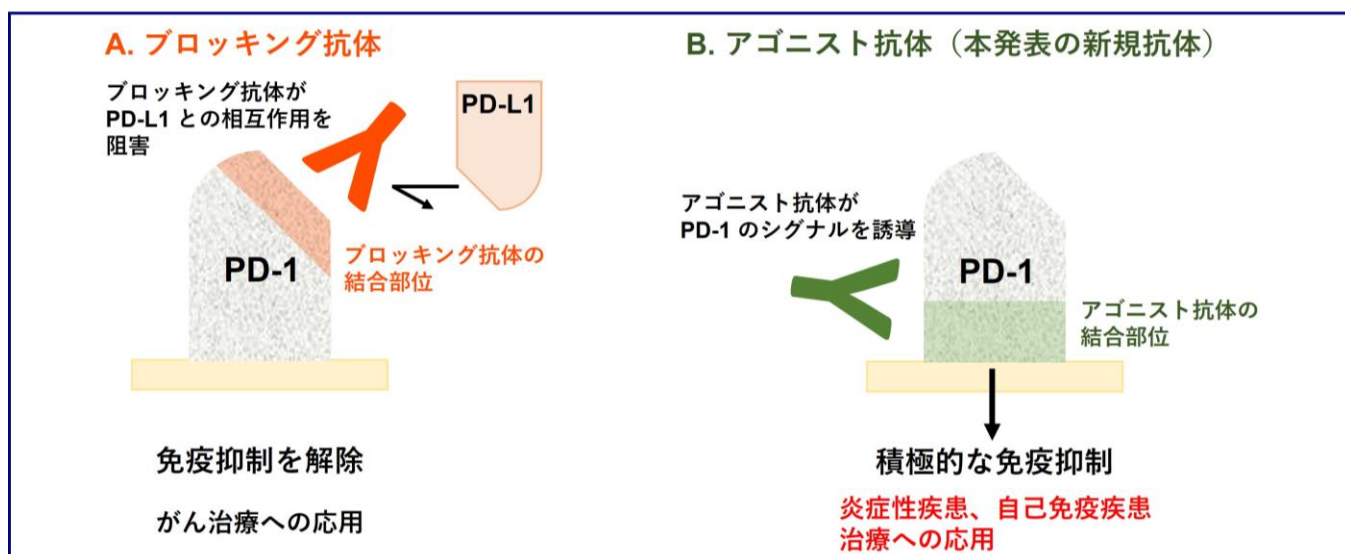 A. ブロッキング抗体
ブロッキング抗体が
PD-L1 との相互作用を
阻害
PD-L1
PD-1
ブロッキング抗体の
結合部位
免疫抑制を解除
がん治療への応用
B. アゴニスト抗体（本発表の新規抗体）
アゴニスト抗体が
PD-1 のシグナルを誘導
PD-1
アゴニスト抗体の
結合部位
積極的な免疫抑制
炎症性疾患、自己免疫疾患
治療への応用